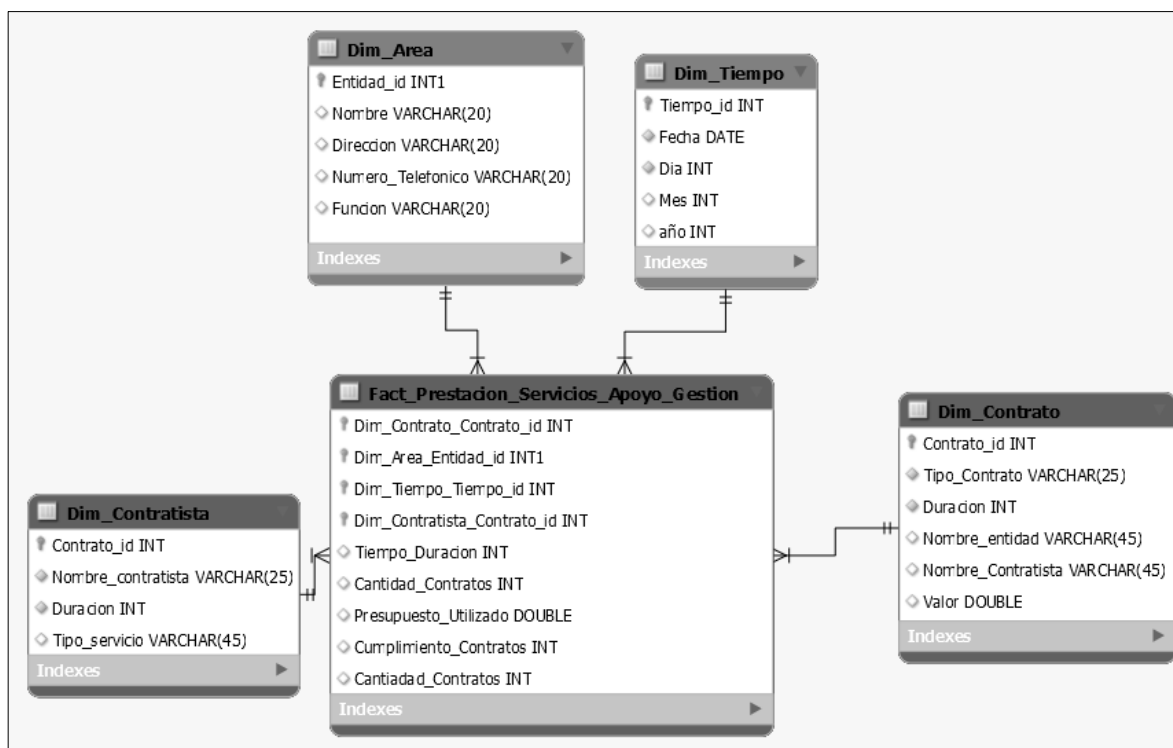 Dim_Area
Entidad_id INT1
Nombre VARCHAR(20)
Direccion VARCHAR(20)
Numero_Telefonico VARCHAR(20)
Funcion VARCHAR(20)
Indexes
Dim_Tiempo
Tiempo_id INT
Fecha DATE
Dia INT
Mes INT
año INT
Indexes
Fact_Prestacion_Servicios_Apoyo_Gestion
Dim_Contrato_Contrato_id INT
Dim_Area_Entidad_id INT1
Dim_Tiempo_Tiempo_id INT
Dim_Contratista_Contrato_id INT
Tiempo_Duracion INT
Cantidad_Contratos INT
Presupuesto_Utilizado DOUBLE
Cumplimiento_Contratos INT
Cantiadad_Contratos INT
Indexes
Dim_Contrato
Contrato_id INT
Tipo_Contrato VARCHAR(25)
Duracion INT
Nombre_entidad VARCHAR(45)
Nombre_Contratista VARCHAR(45)
Valor DOUBLE
Indexes
Dim_Contratista
Contrato_id INT
Nombre_contratista VARCHAR(25)
Duracion INT
Tipo_servicio VARCHAR(45)
Indexes